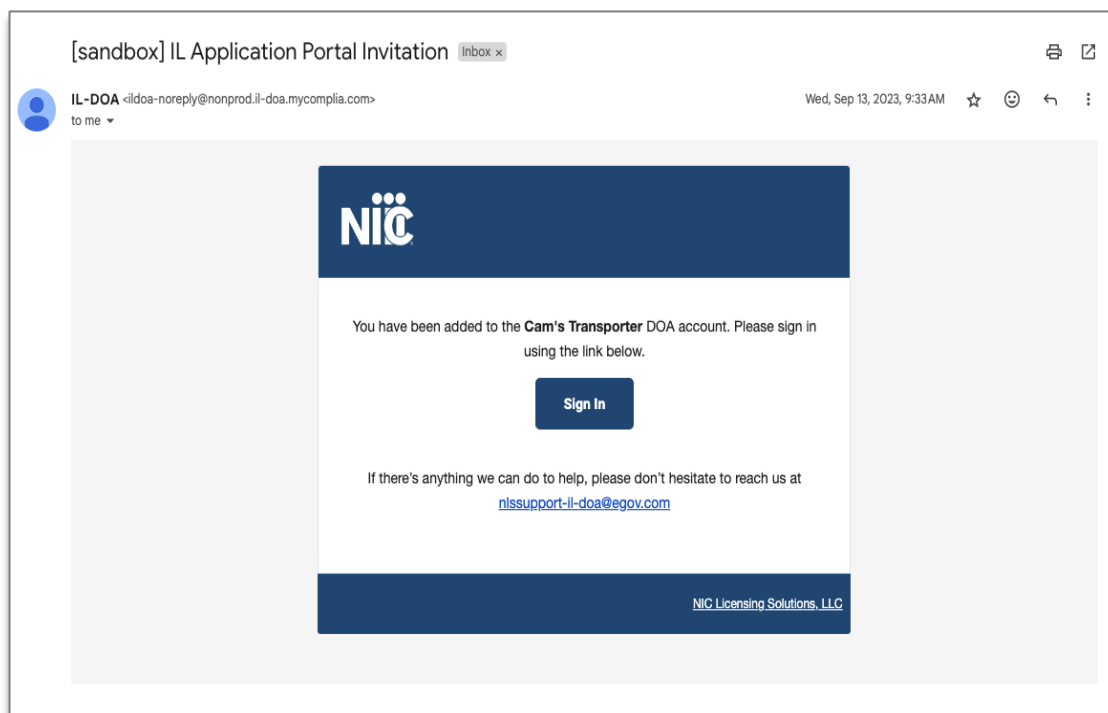 [sandbox] IL Application Portal Invitation Inbox ×
IL-DOA <ildoa-noreply@nonprod.il-doa.mycomplia.com> Wed, Sep 13, 2023, 9:33 AM
to me
NIC
You have been added to the Cam's Transporter DOA account. Please sign in
using the link below.
Sign In
If there's anything we can do to help, please don't hesitate to reach us at
nlssupport-il-doa@egov.com
NIC Licensing Solutions, LLC